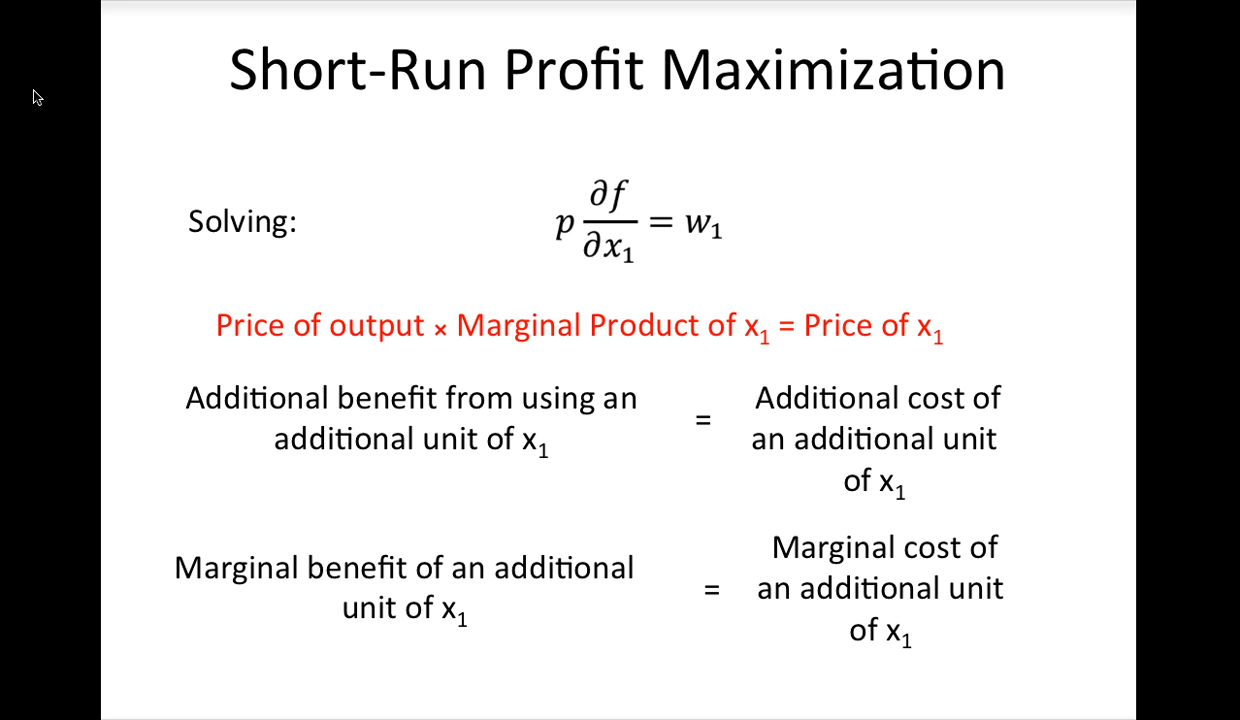 Short-Run Profit Maximization
Solving:
p ∂f/∂x₁ = w₁
Price of output × Marginal Product of x₁ = Price of x₁
Additional benefit from using an
additional unit of x₁
=
Additional cost of
an additional unit
of x₁
Marginal benefit of an additional
unit of x₁
=
Marginal cost of
an additional unit
of x₁